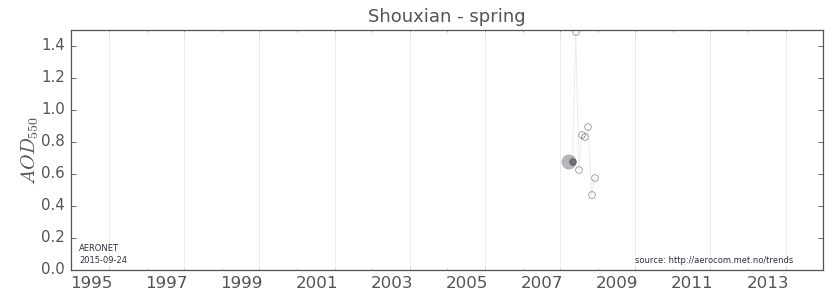 Shouxian - spring
1.4
1.2
1.0
0.8
0.6
0.4
0.2
0.0
AOD550
AERONET
2015-09-24
source: http://aerocom.met.no/trends
1995 1997 1999 2001 2003 2005 2007 2009 2011 2013